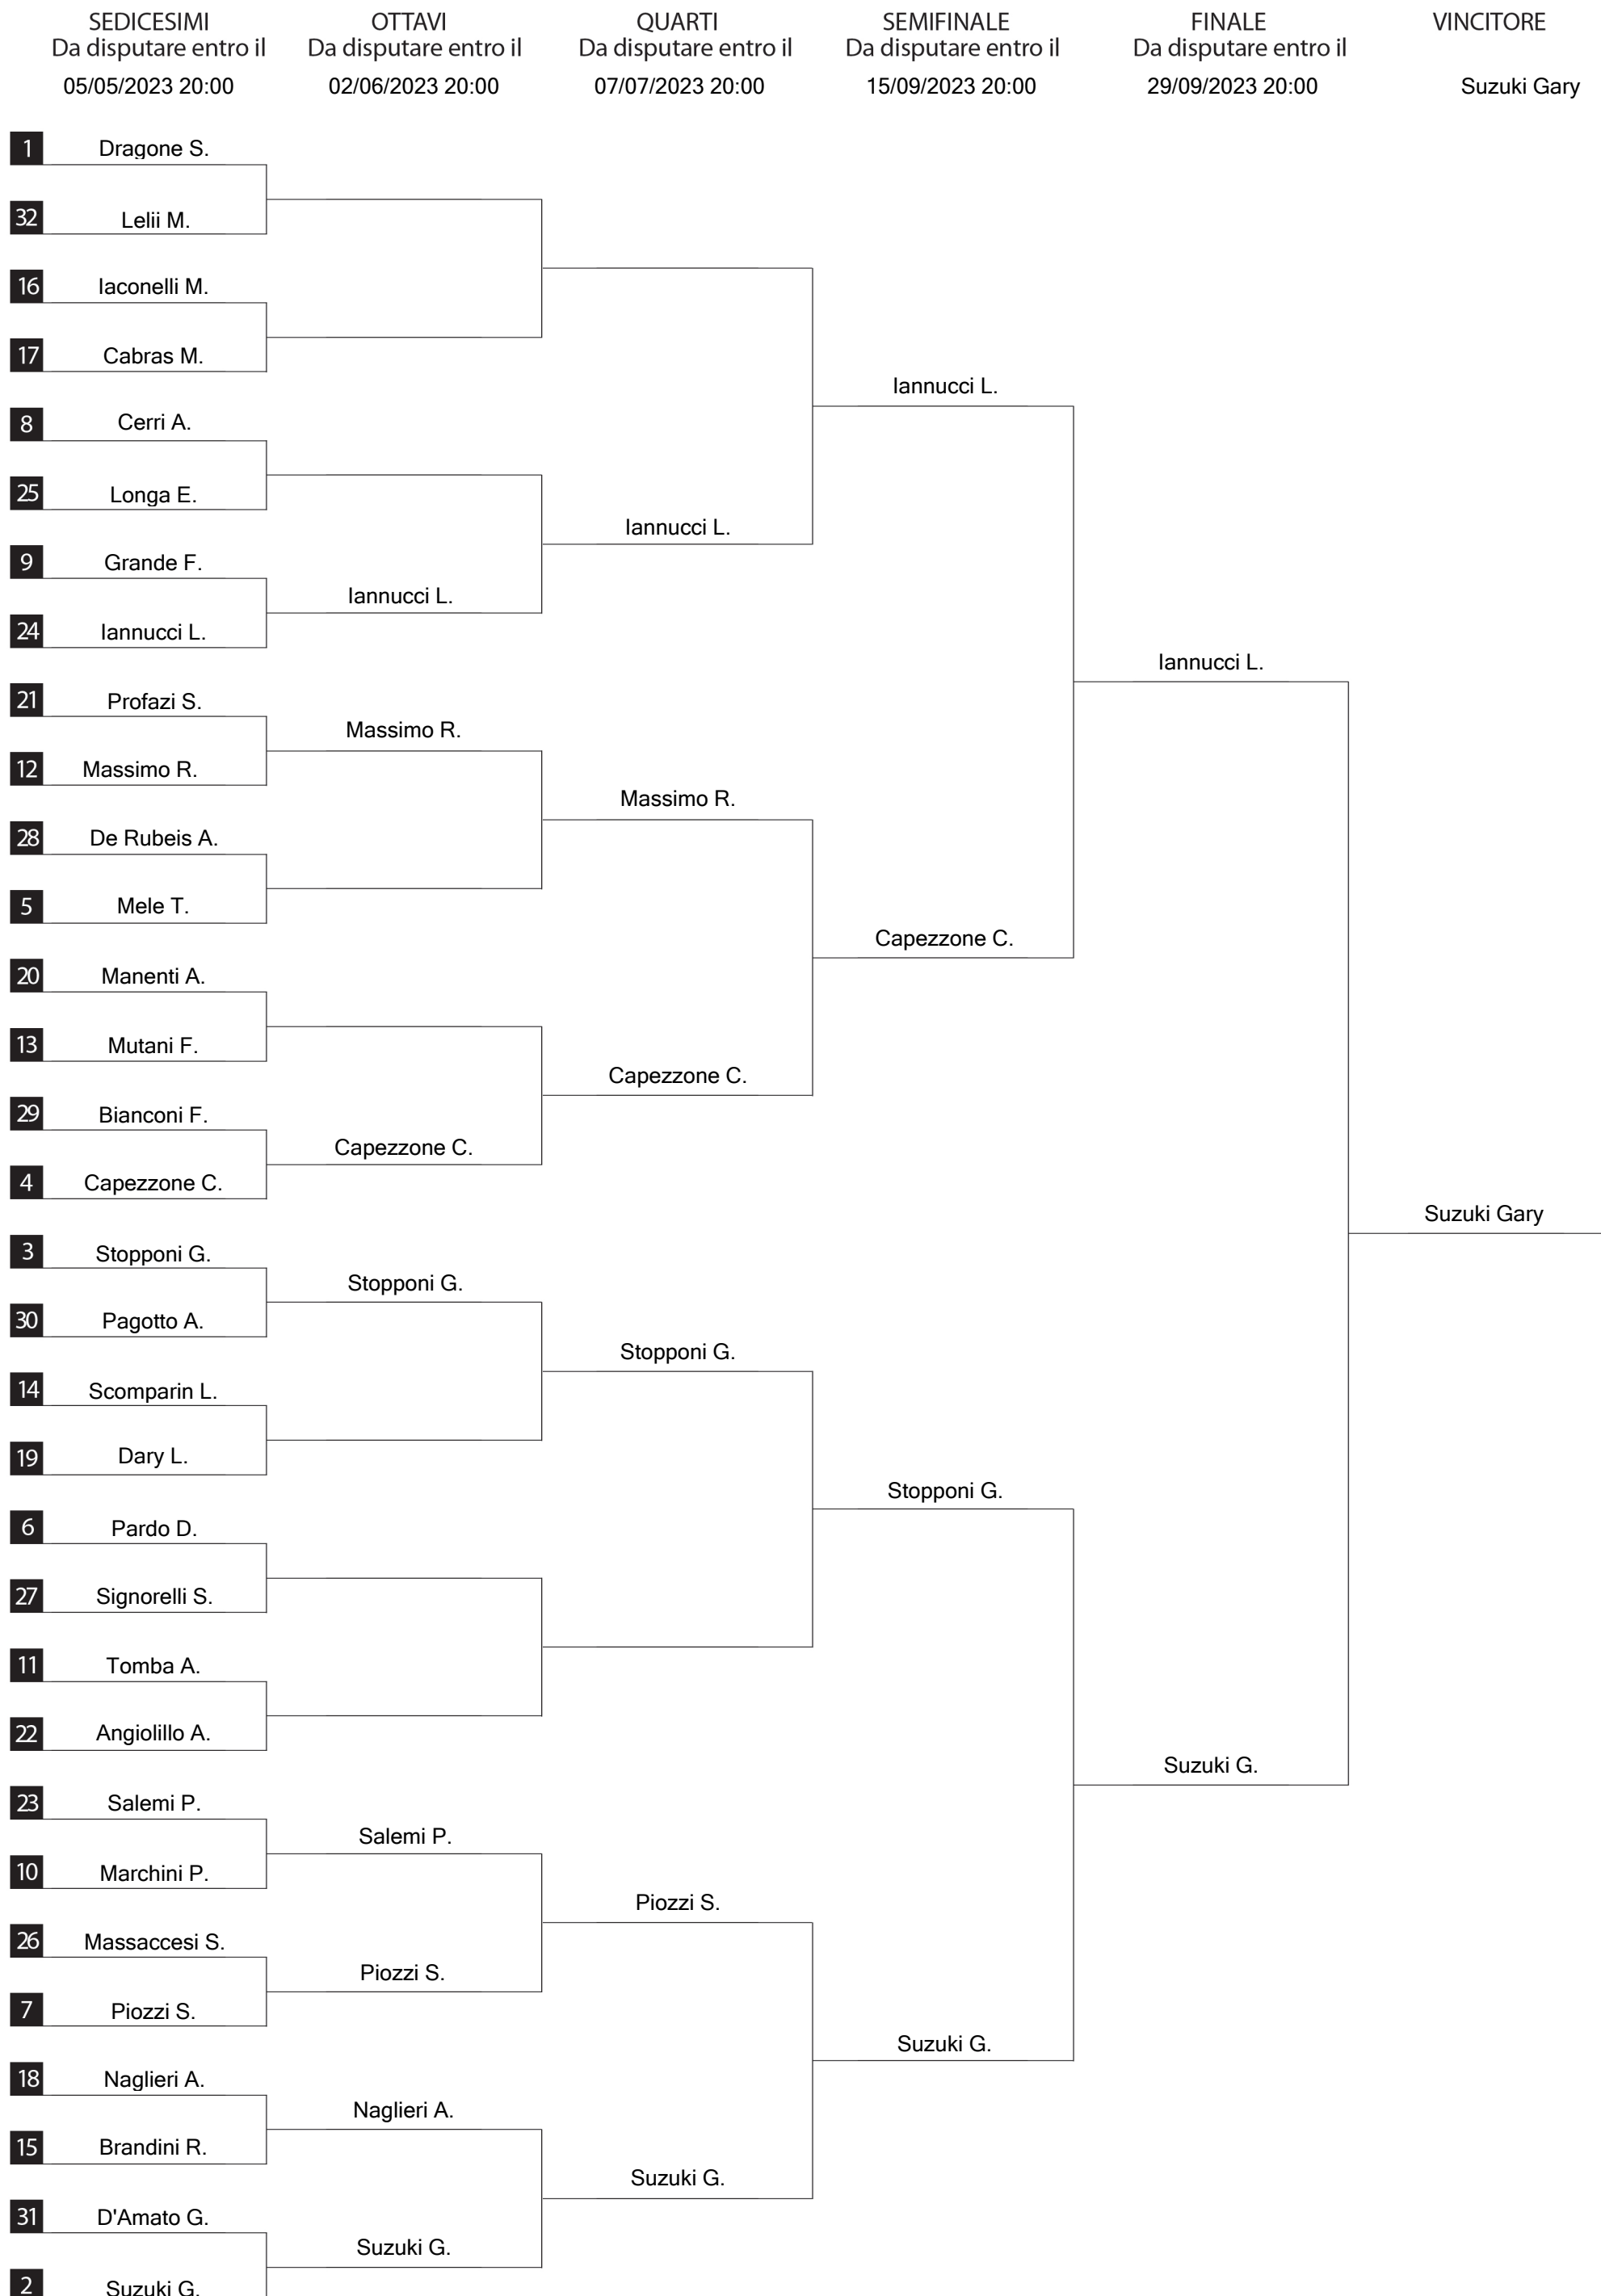 SEDICESIMI
Da disputare entro il
05/05/2023 20:00
OTTAVI
Da disputare entro il
02/06/2023 20:00
QUARTI
Da disputare entro il
07/07/2023 20:00
SEMIFINALE
Da disputare entro il
15/09/2023 20:00
FINALE
Da disputare entro il
29/09/2023 20:00
VINCITORE
Suzuki Gary
1 Dragone S.
32 Lelii M.
16 Iaconelli M.
17 Cabras M.
8 Cerri A.
25 Longa E.
9 Grande F.
24 Iannucci L.
21 Profazi S.
12 Massimo R.
28 De Rubeis A.
5 Mele T.
20 Manenti A.
13 Mutani F.
29 Bianconi F.
4 Capezzone C.
3 Stopponi G.
30 Pagotto A.
14 Scomparin L.
19 Dary L.
6 Pardo D.
27 Signorelli S.
11 Tomba A.
22 Angiolillo A.
23 Salemi P.
10 Marchini P.
26 Massaccesi S.
7 Piozzi S.
18 Naglieri A.
15 Brandini R.
31 D'Amato G.
2 Suzuki G.
Iannucci L.
Massimo R.
Capezzone C.
Stopponi G.
Salemi P.
Piozzi S.
Naglieri A.
Suzuki G.
Iannucci L.
Massimo R.
Capezzone C.
Stopponi G.
Piozzi S.
Suzuki G.
Iannucci L.
Capezzone C.
Stopponi G.
Suzuki G.
Iannucci L.
Suzuki G.
Suzuki Gary